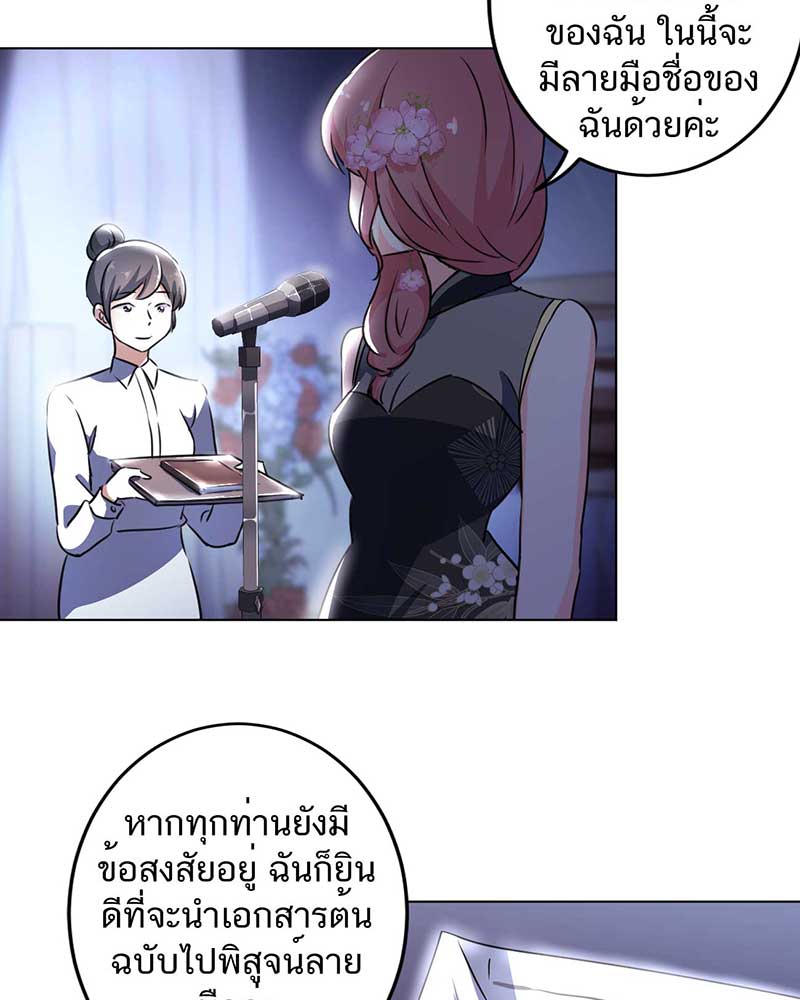 ของฉัน ในนี้จะ
มีลายมือชื่อของ
ฉันด้วยค่ะ
หากทุกท่านยังมี
ข้อสงสัยอยู่ ฉันก็ยิน
ดีที่จะนำเอกสารต้น
ฉบับไปพิสูจน์ลาย